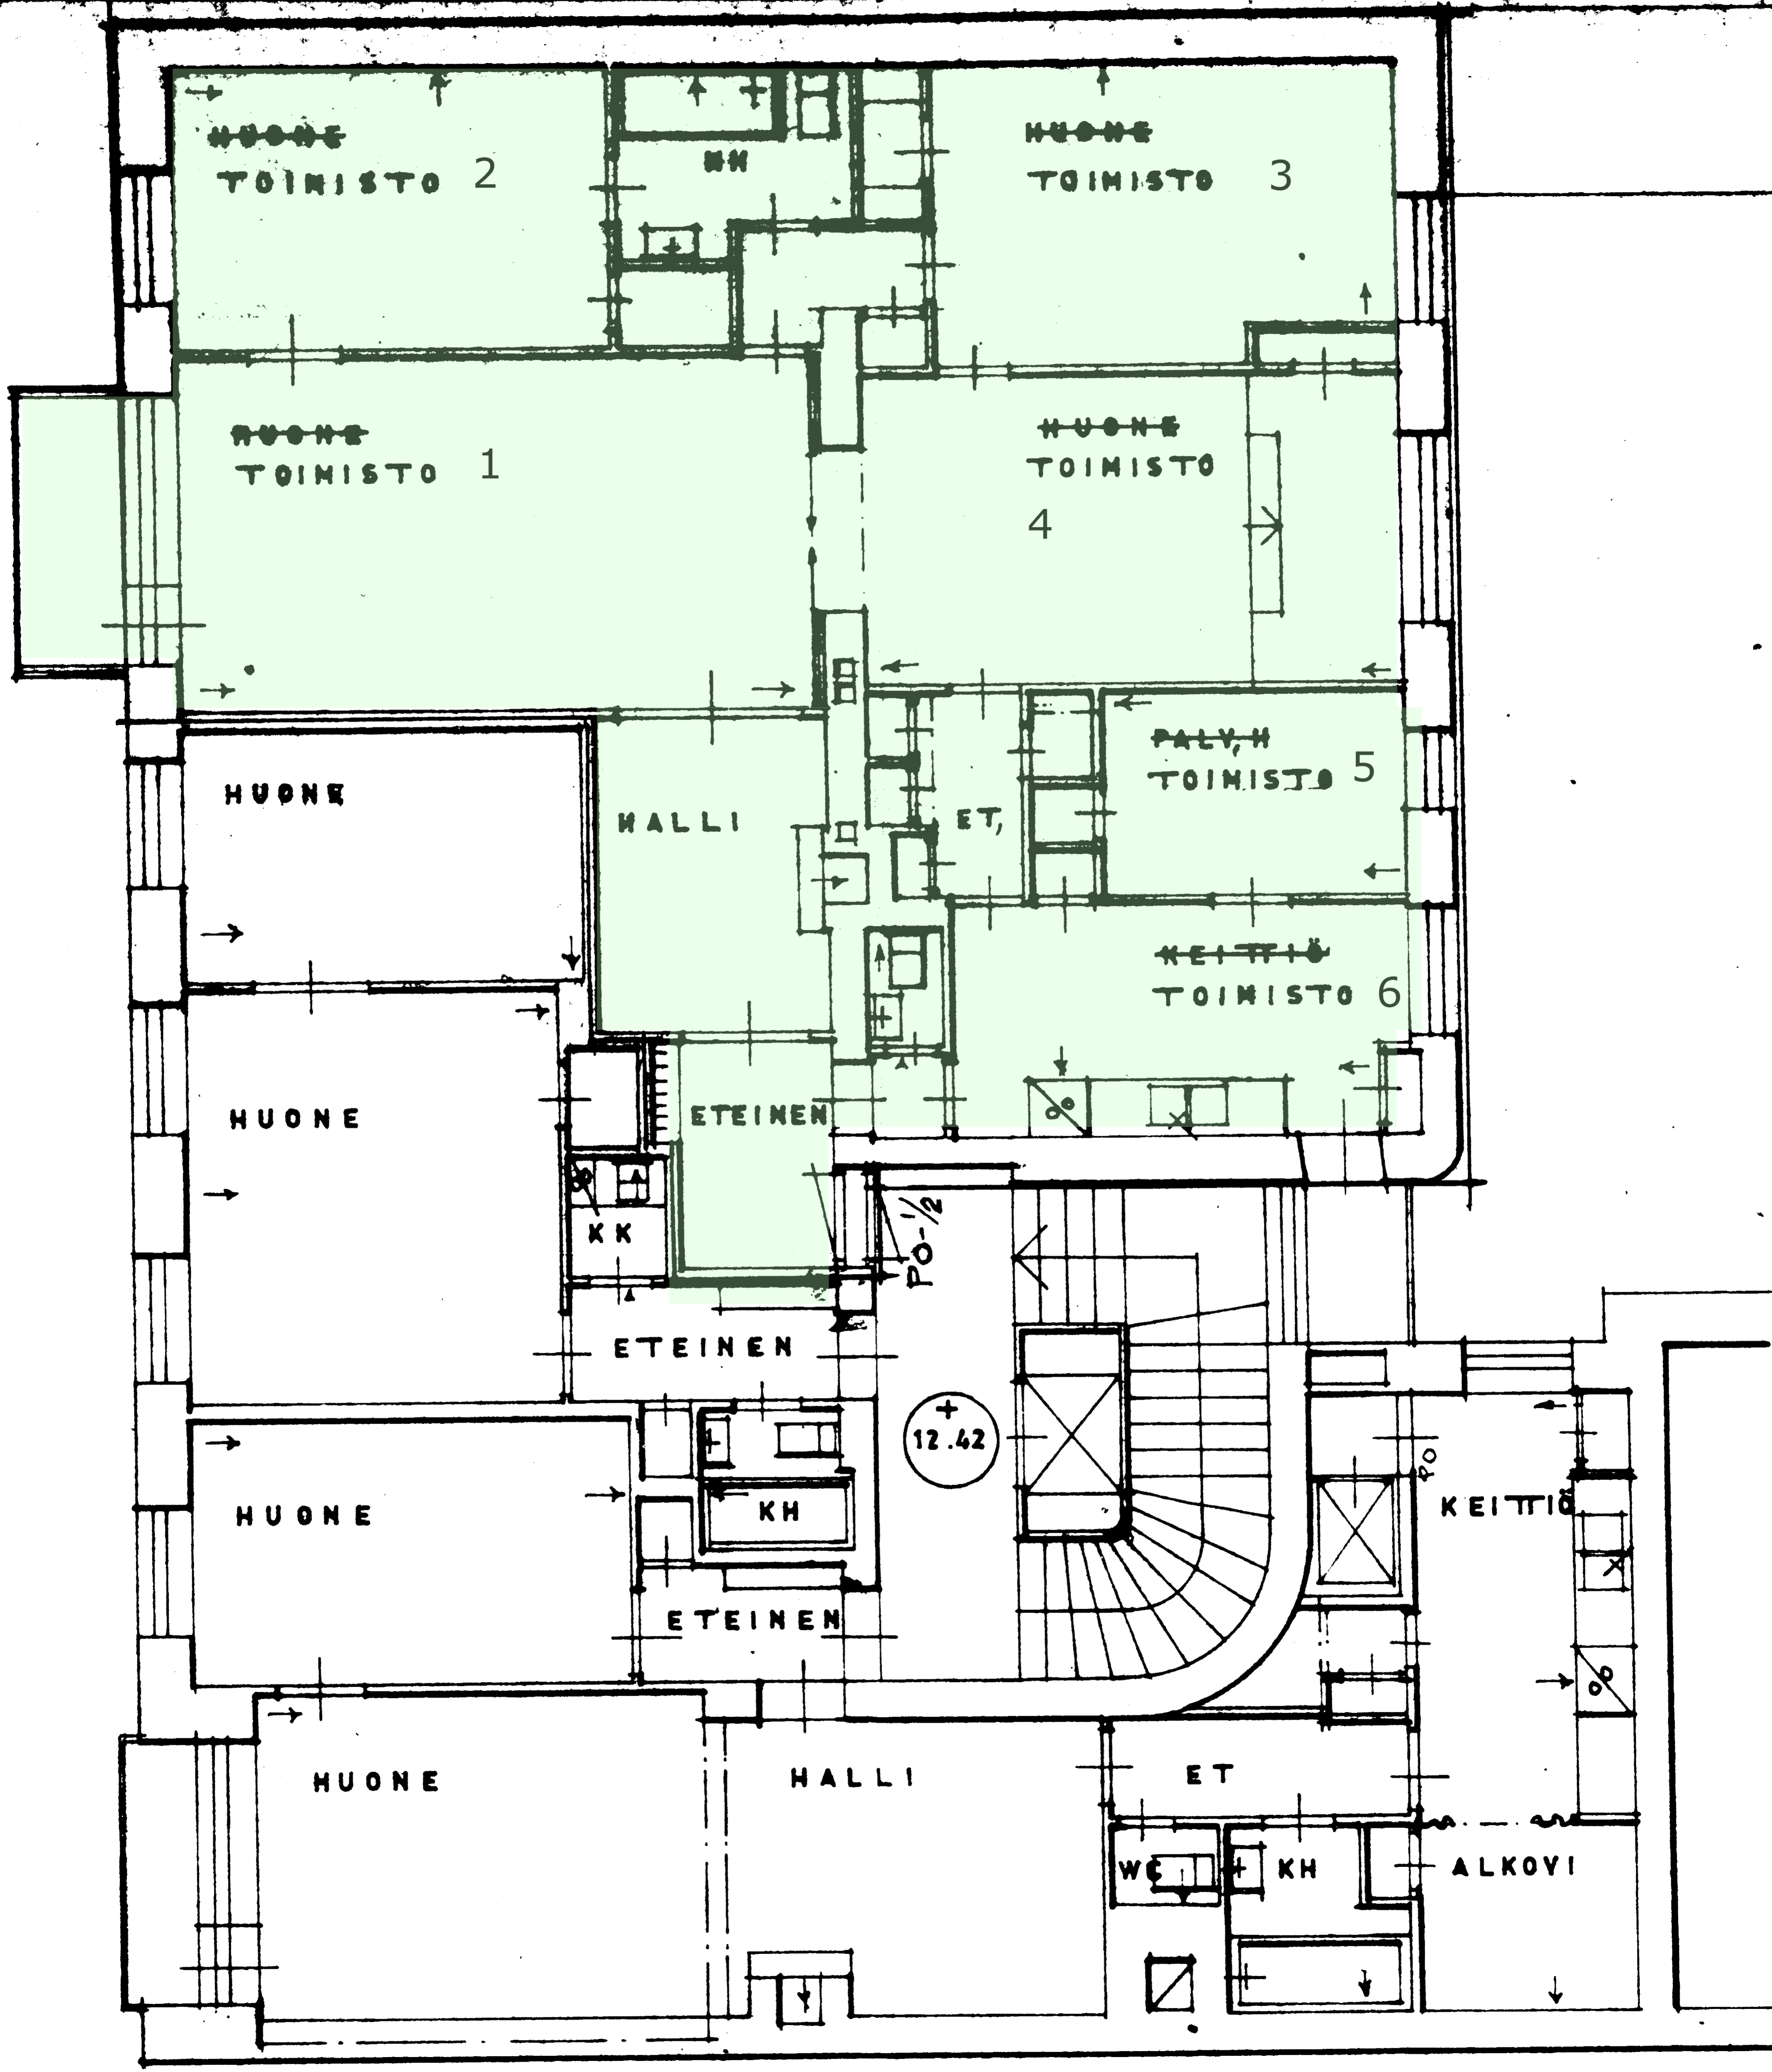 HUONE
TOIMISTO 2
KH
HUONE
TOIMISTO 3
HUONE
TOIMISTO 1
HUONE
TOIMISTO
4
PALV, H
TOIMISTO 5
HUONE
HALLI
ET,
KEITTIÖ
TOIMISTO 6
HUONE
ETEINEN
KK
PO-1/2
ETEINEN
12.42
PO
HUONE
KH
KEITTIÖ
ETEINEN
HUONE
HALLI
ET
WC
KH
ALKOVI